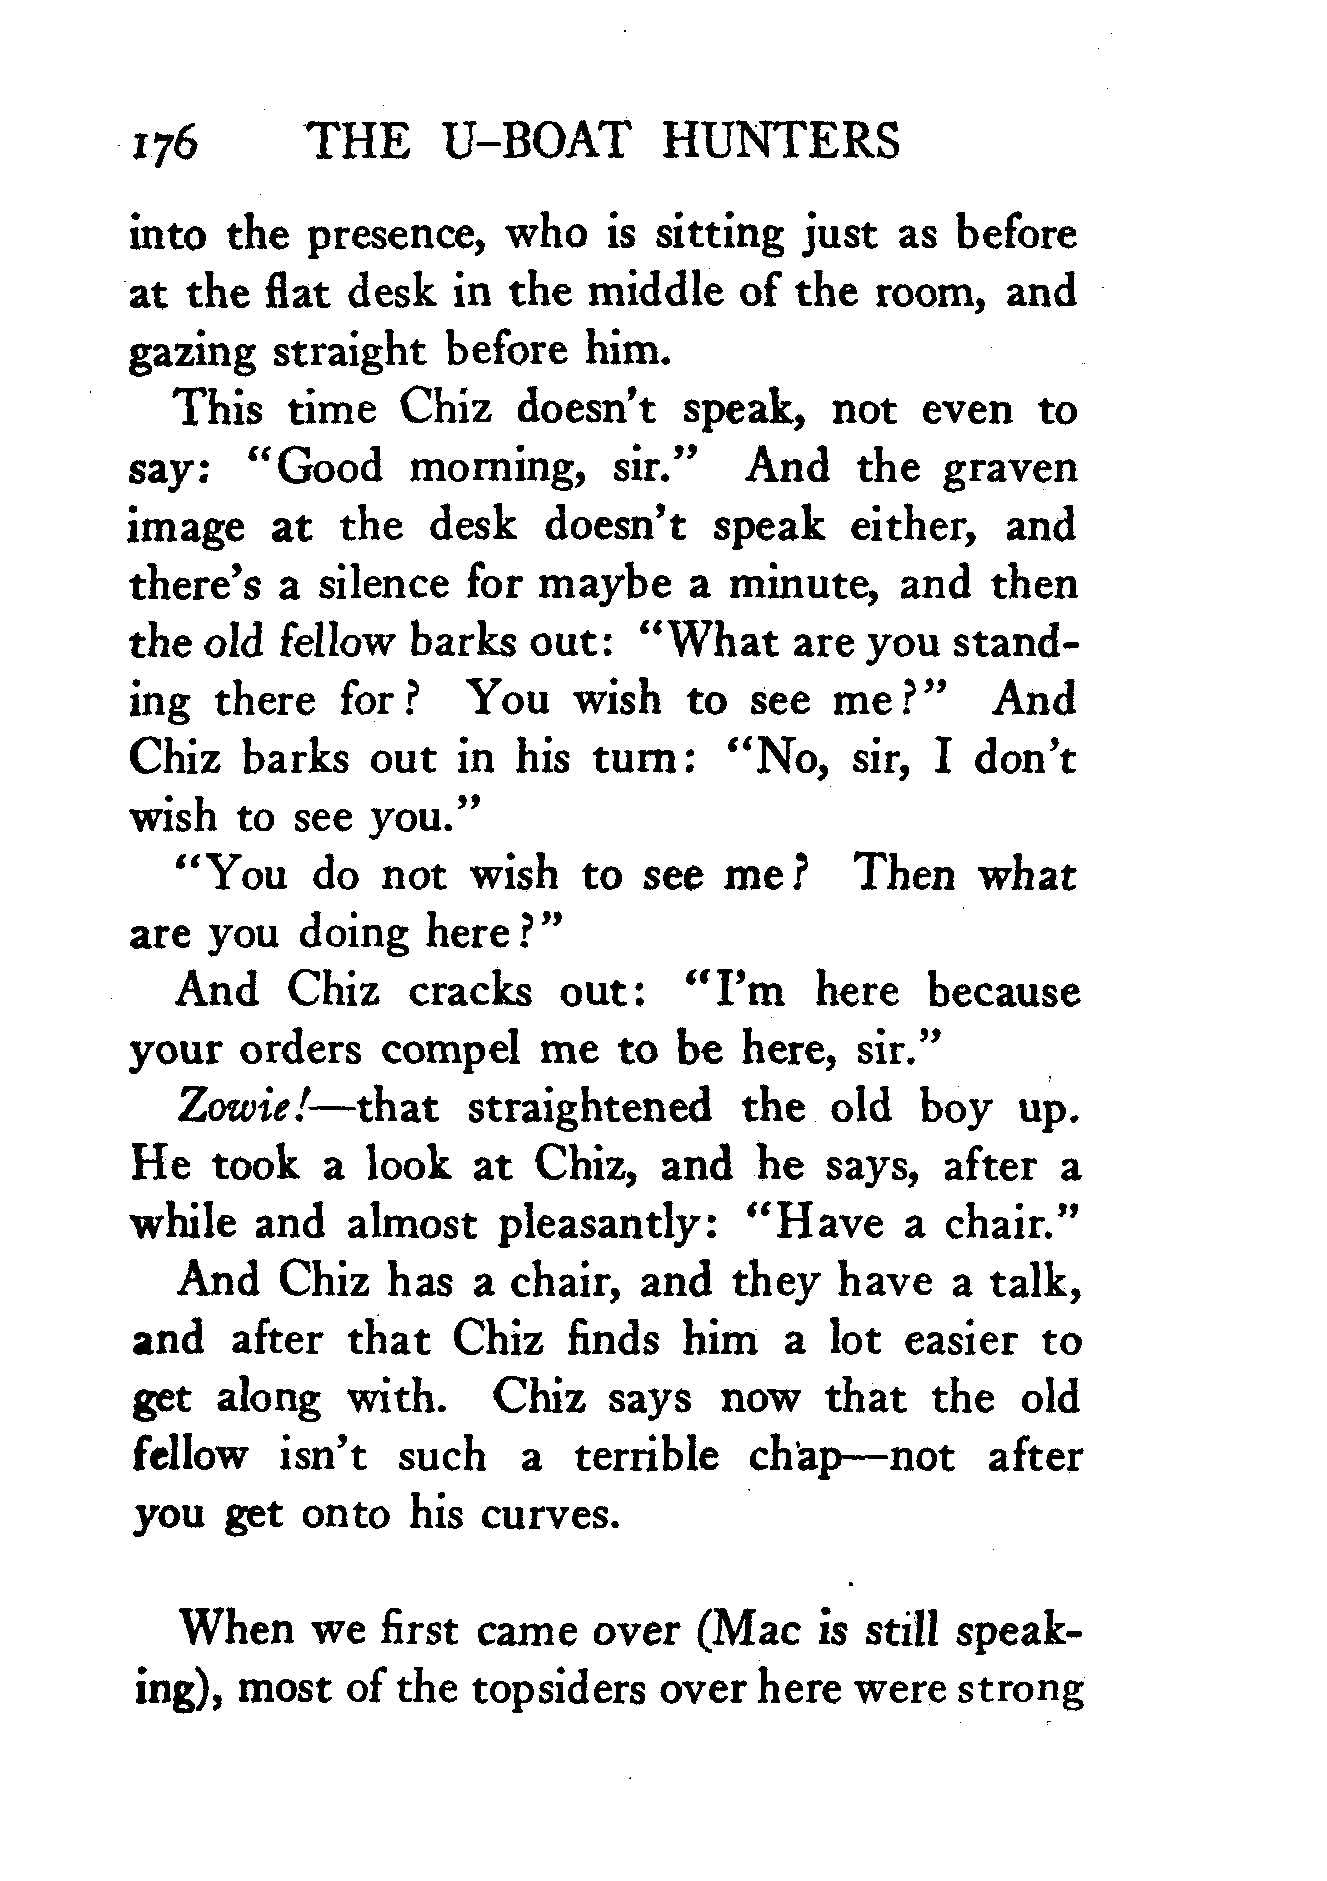 176 THE U-BOAT HUNTERS
into the presence, who is sitting just as before
at the flat desk in the middle of the room, and
gazing straight before him.
This time Chiz doesn't speak, not even to
say: "Good morning, sir." And the graven
image at the desk doesn't speak either, and
there's a silence for maybe a minute, and then
the old fellow barks out: "What are you stand-
ing there for? You wish to see me?" And
Chiz barks out in his turn: "No, sir, I don't
wish to see you."
"You do not wish to see me? Then what
are you doing here?"
And Chiz cracks out: "I'm here because
your orders compel me to be here, sir."
Zowie!—that straightened the old boy up.
He took a look at Chiz, and he says, after a
while and almost pleasantly: "Have a chair."
And Chiz has a chair, and they have a talk,
and after that Chiz finds him a lot easier to
get along with. Chiz says now that the old
fellow isn't such a terrible chap—not after
you get onto his curves.
When we first came over (Mac is still speak-
ing), most of the topsiders over here were strong